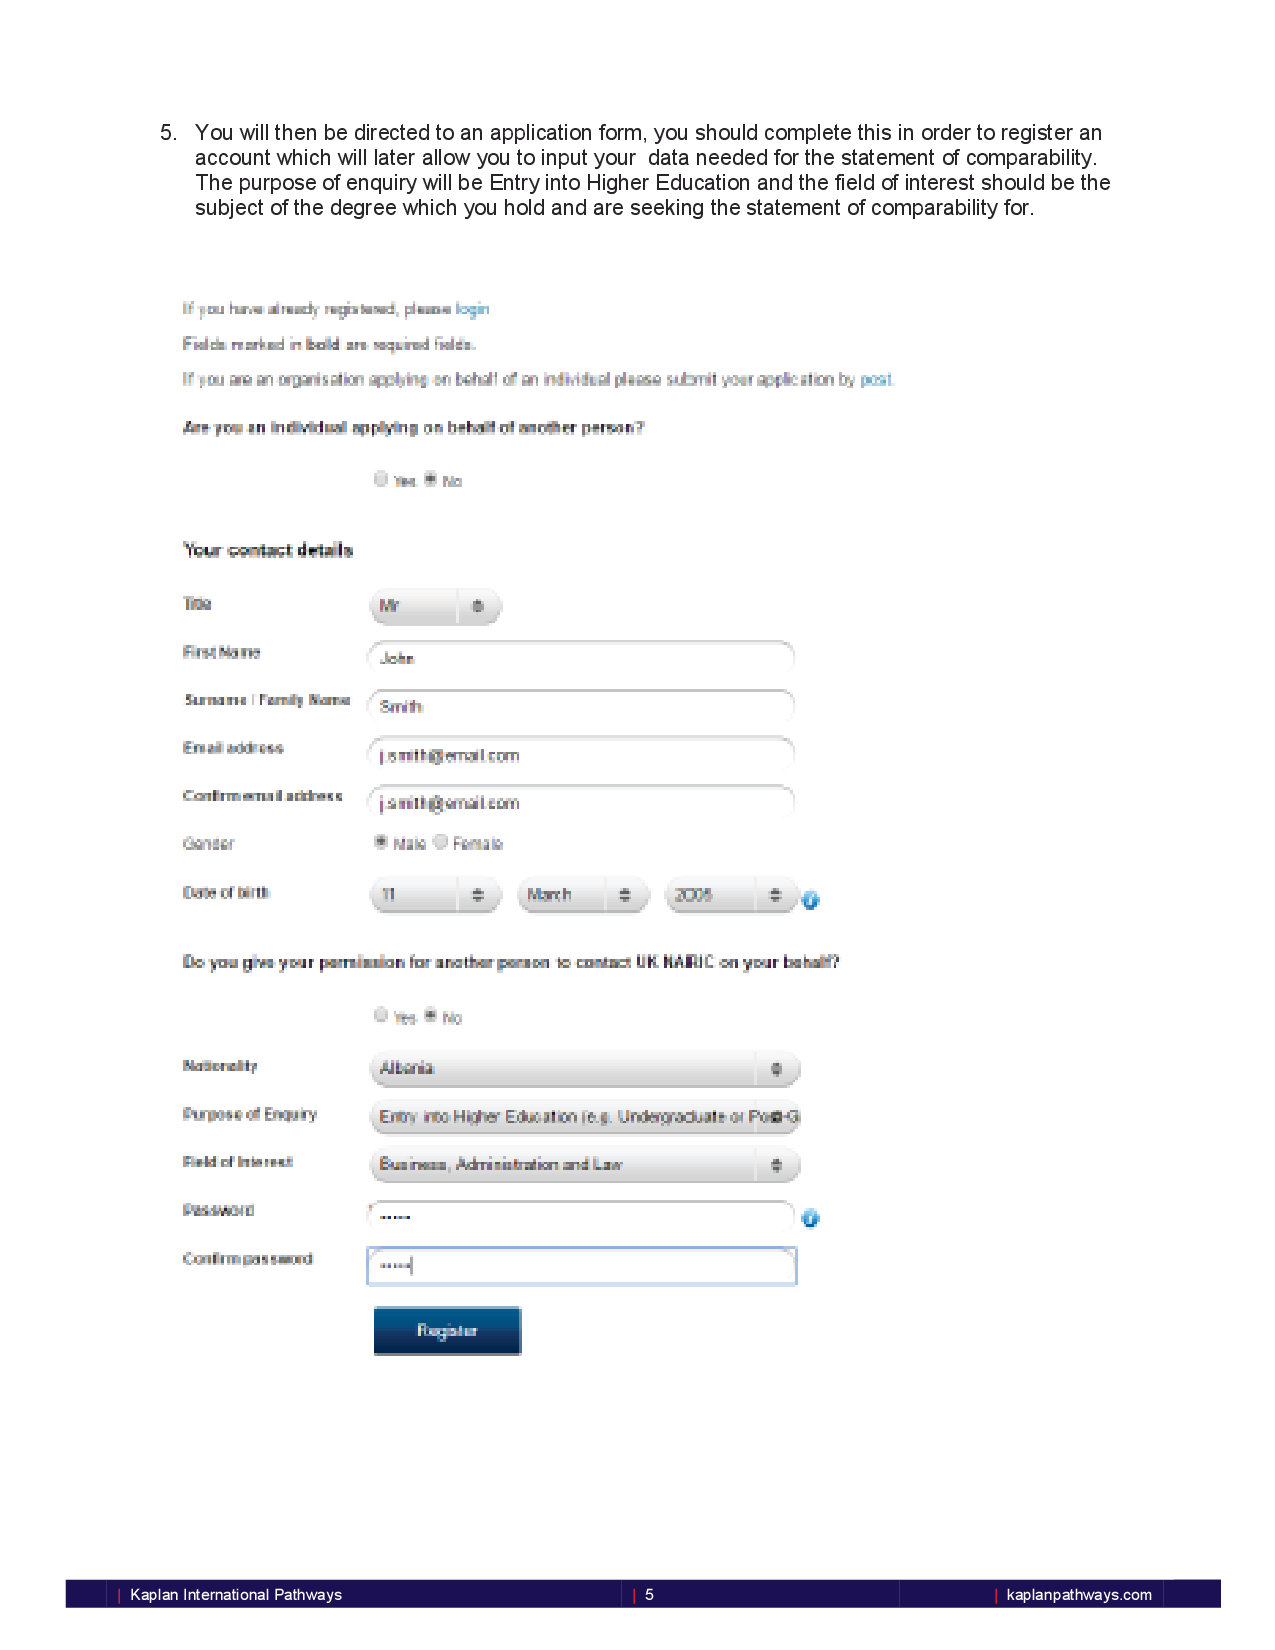 5. You will then be directed to an application form, you should complete this in order to register an
account which will later allow you to input your data needed for the statement of comparability.
The purpose of enquiry will be Entry into Higher Education and the field of interest should be the
subject of the degree which you hold and are seeking the statement of comparability for.
If you have already registered, please login
Fields marked in bold are required fields.
If you are an organisation applying on behalf of an individual please submit your application by post.
Are you an individual applying on behalf of another person?
Yes No
Your contact details
Title Mr
First Name John
Surname / Family Name Smith
Email address j.smith@email.com
Confirm email address j.smith@email.com
Gender Male Female
Date of birth 11 March
Do you give your permission for another person to contact UK NARIC on your behalf?
Yes No
Nationality Albania
Purpose of Enquiry Entry into Higher Education (e.g. Undergraduate or Post-G
Field of Interest Business, Administration and Law
Password •••••
Confirm password •••••
Register
| Kaplan International Pathways | 5 | kaplanpathways.com